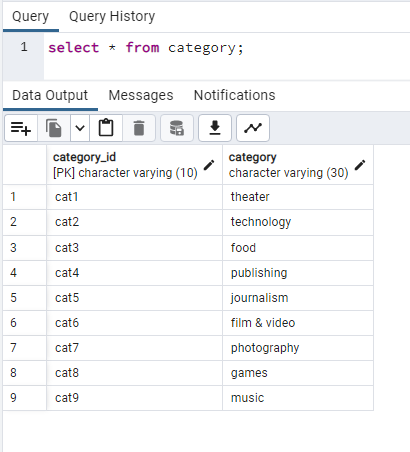 Query Query History
1 select * from category;
Data Output Messages Notifications
category_id category
[PK] character varying (10) character varying (30)
1 cat1 theater
2 cat2 technology
3 cat3 food
4 cat4 publishing
5 cat5 journalism
6 cat6 film & video
7 cat7 photography
8 cat8 games
9 cat9 music